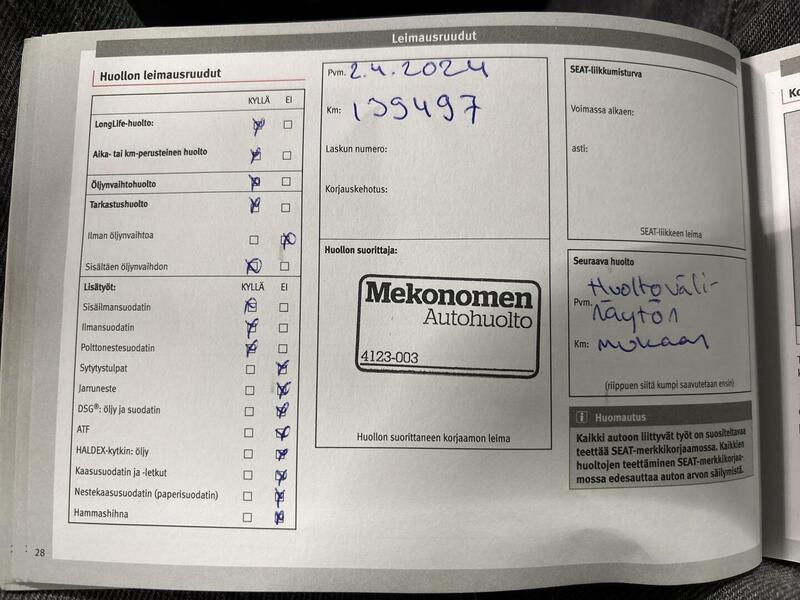 Leimausruudut
Huollon leimausruudut
KYLLÄ EI
LongLife-huolto:
Aika- tai km-perusteinen huolto
Öljynvaihtohuolto
Tarkastushuolto
Ilman öljynvaihtoa
Sisältäen öljynvaihdon
Lisätyöt: KYLLÄ EI
Sisäilmansuodatin
Ilmansuodatin
Polttonestesuodatin
Sytytystulpat
Jarruneste
DSG®: öljy ja suodatin
ATF
HALDEX-kytkin: öljy
Kaasusuodatin ja -letkut
Nestekaasusuodatin (paperisuodatin)
Hammashihna
28
Pvm. 2.4.2024
Km: 139497
Laskun numero:
Korjauskehotus:
Huollon suorittaja:
Mekonomen
Autohuolto
4123-003
Huollon suorittaneen korjaamon leima
SEAT-liikkumisturva
Voimassa alkaen:
asti:
SEAT-liikkeen leima
Seuraava huolto
Huoltoväli-
Pvm. näytön
Km: mukaan
(riippuen siitä kumpi saavutetaan ensin)
i Huomautus
Kaikki autoon liittyvät työt on suositeltavaa
teettää SEAT-merkkikorjaamossa. Kaikkien
huoltojen teettäminen SEAT-merkkikorjaa-
mossa edesauttaa auton arvon säilymistä.